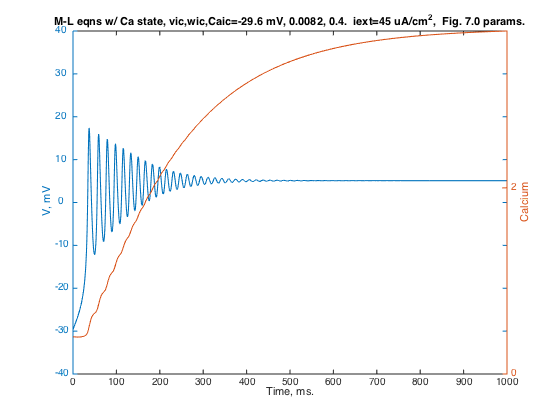 M-L eqns w/ Ca state, vic,wic,Caic=-29.6 mV, 0.0082, 0.4. iext=45 uA/cm², Fig. 7.0 params.
40
30
20
10
0
-10
-20
-30
-40
V, mV
2
0
Calcium
0 100 200 300 400 500 600 700 800 900 1000
Time, ms.